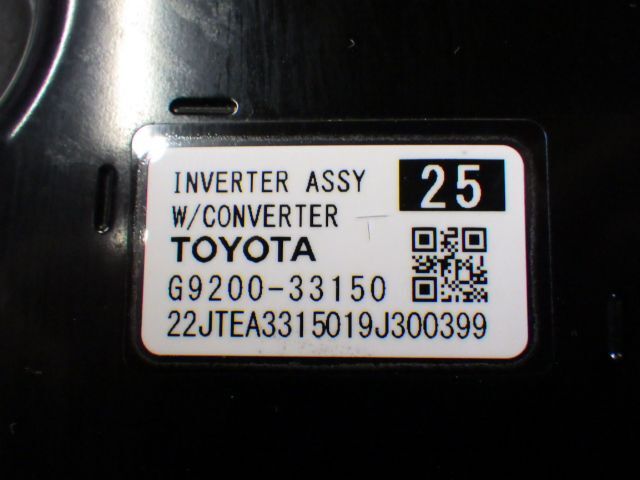 INVERTER ASSY 25
W/CONVERTER T
TOYOTA
G9200-33150
22JTEA3315019J300399